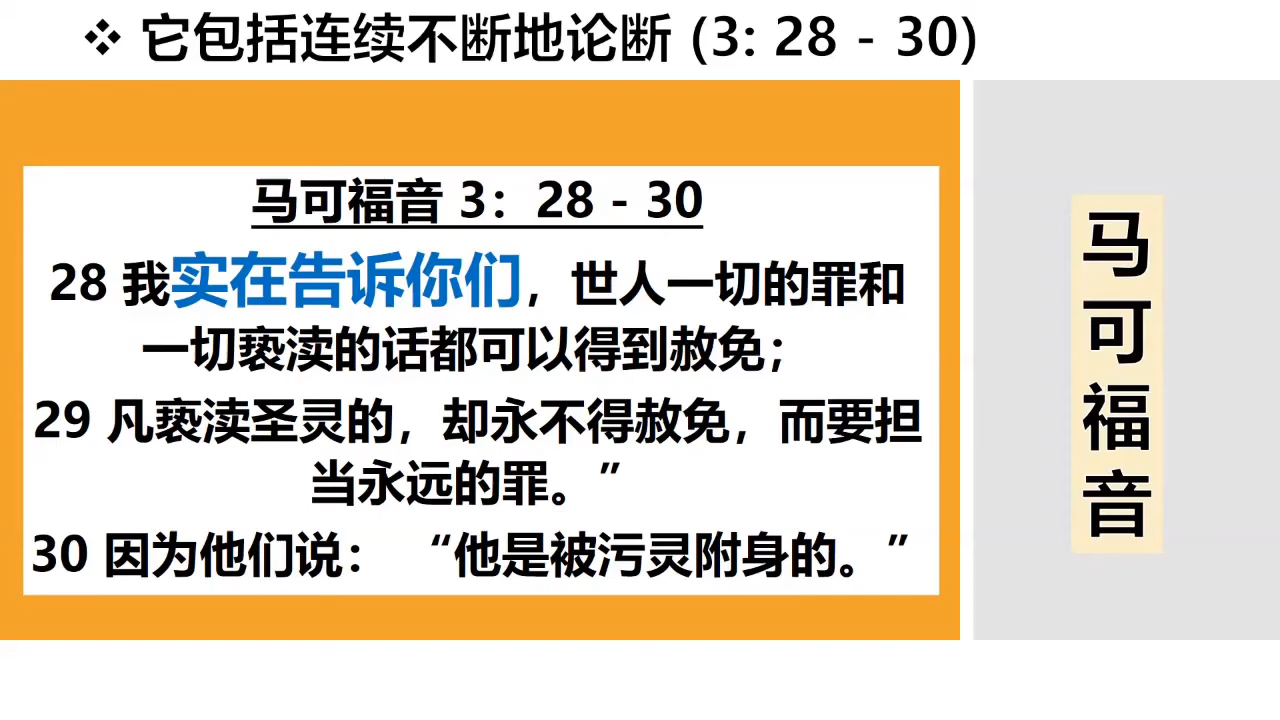 ❖ 它包括连续不断地论断 (3: 28 - 30)
马可福音 3：28 - 30
28 我实在告诉你们，世人一切的罪和
一切亵渎的话都可以得到赦免；
29 凡亵渎圣灵的，却永不得赦免，而要担
当永远的罪。”
30 因为他们说： “他是被污灵附身的。”
马可福音